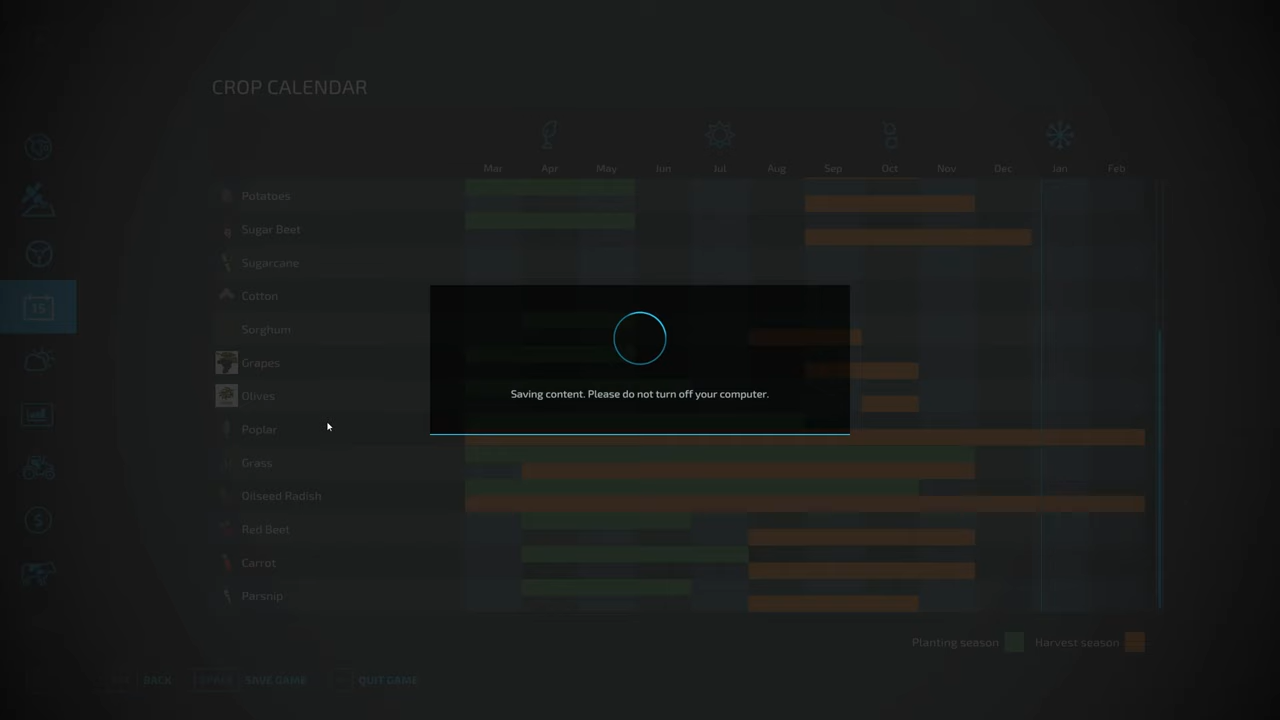 CROP CALENDAR
Mar Apr May Jun Jul Aug Sep Oct Nov Dec Jan Feb
Potatoes
Sugar Beet
Sugarcane
Cotton
Sorghum
Grapes
Olives
Poplar
Grass
Oilseed Radish
Red Beet
Carrot
Parsnip
15
$
Saving content. Please do not turn off your computer.
Planting season Harvest season
BACK SAVE GAME QUIT GAME